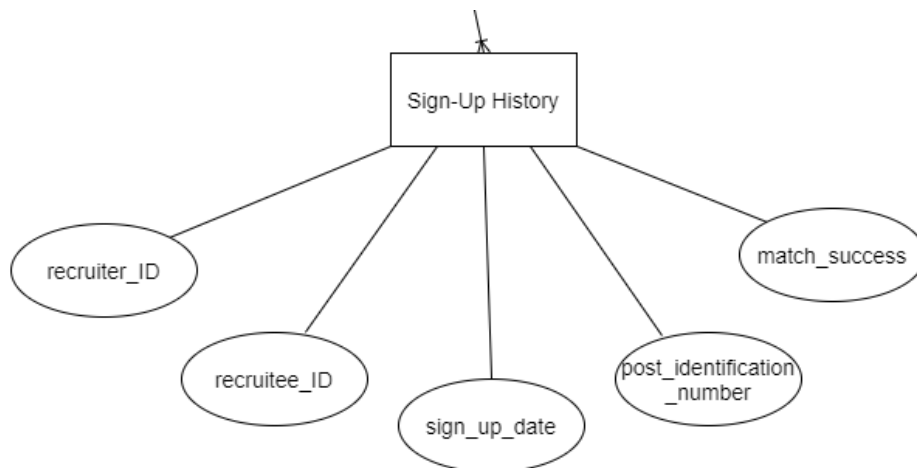 Sign-Up History
recruiter_ID
match_success
recruitee_ID
post_identification
_number
sign_up_date